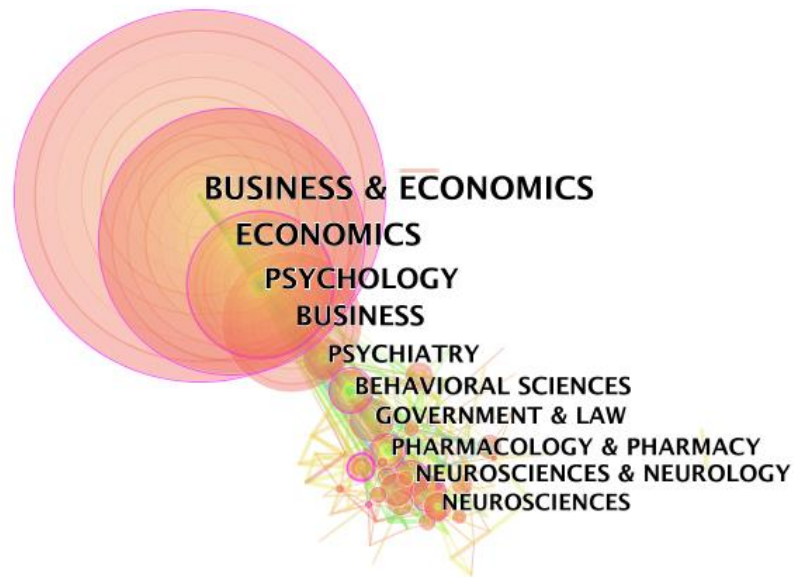 BUSINESS & ECONOMICS
ECONOMICS
PSYCHOLOGY
BUSINESS
PSYCHIATRY
BEHAVIORAL SCIENCES
GOVERNMENT & LAW
PHARMACOLOGY & PHARMACY
NEUROSCIENCES & NEUROLOGY
NEUROSCIENCES